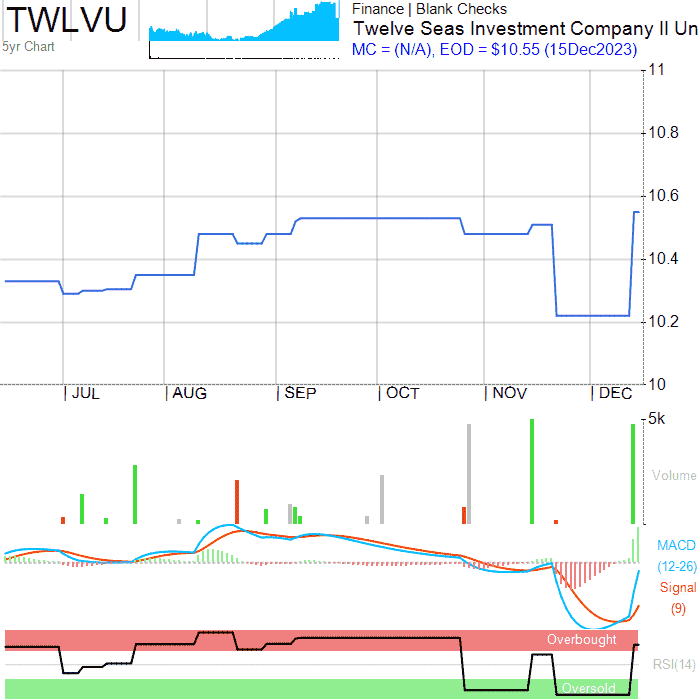 TWLVU
5yr Chart
Finance | Blank Checks
Twelve Seas Investment Company II Un
MC = (N/A), EOD = $10.55 (15Dec2023)
11
10.8
10.6
10.4
10.2
10
JUL
AUG
SEP
OCT
NOV
DEC
5k
Volume
MACD
(12-26)
Signal
(9)
Overbought
RSI(14)
Oversold